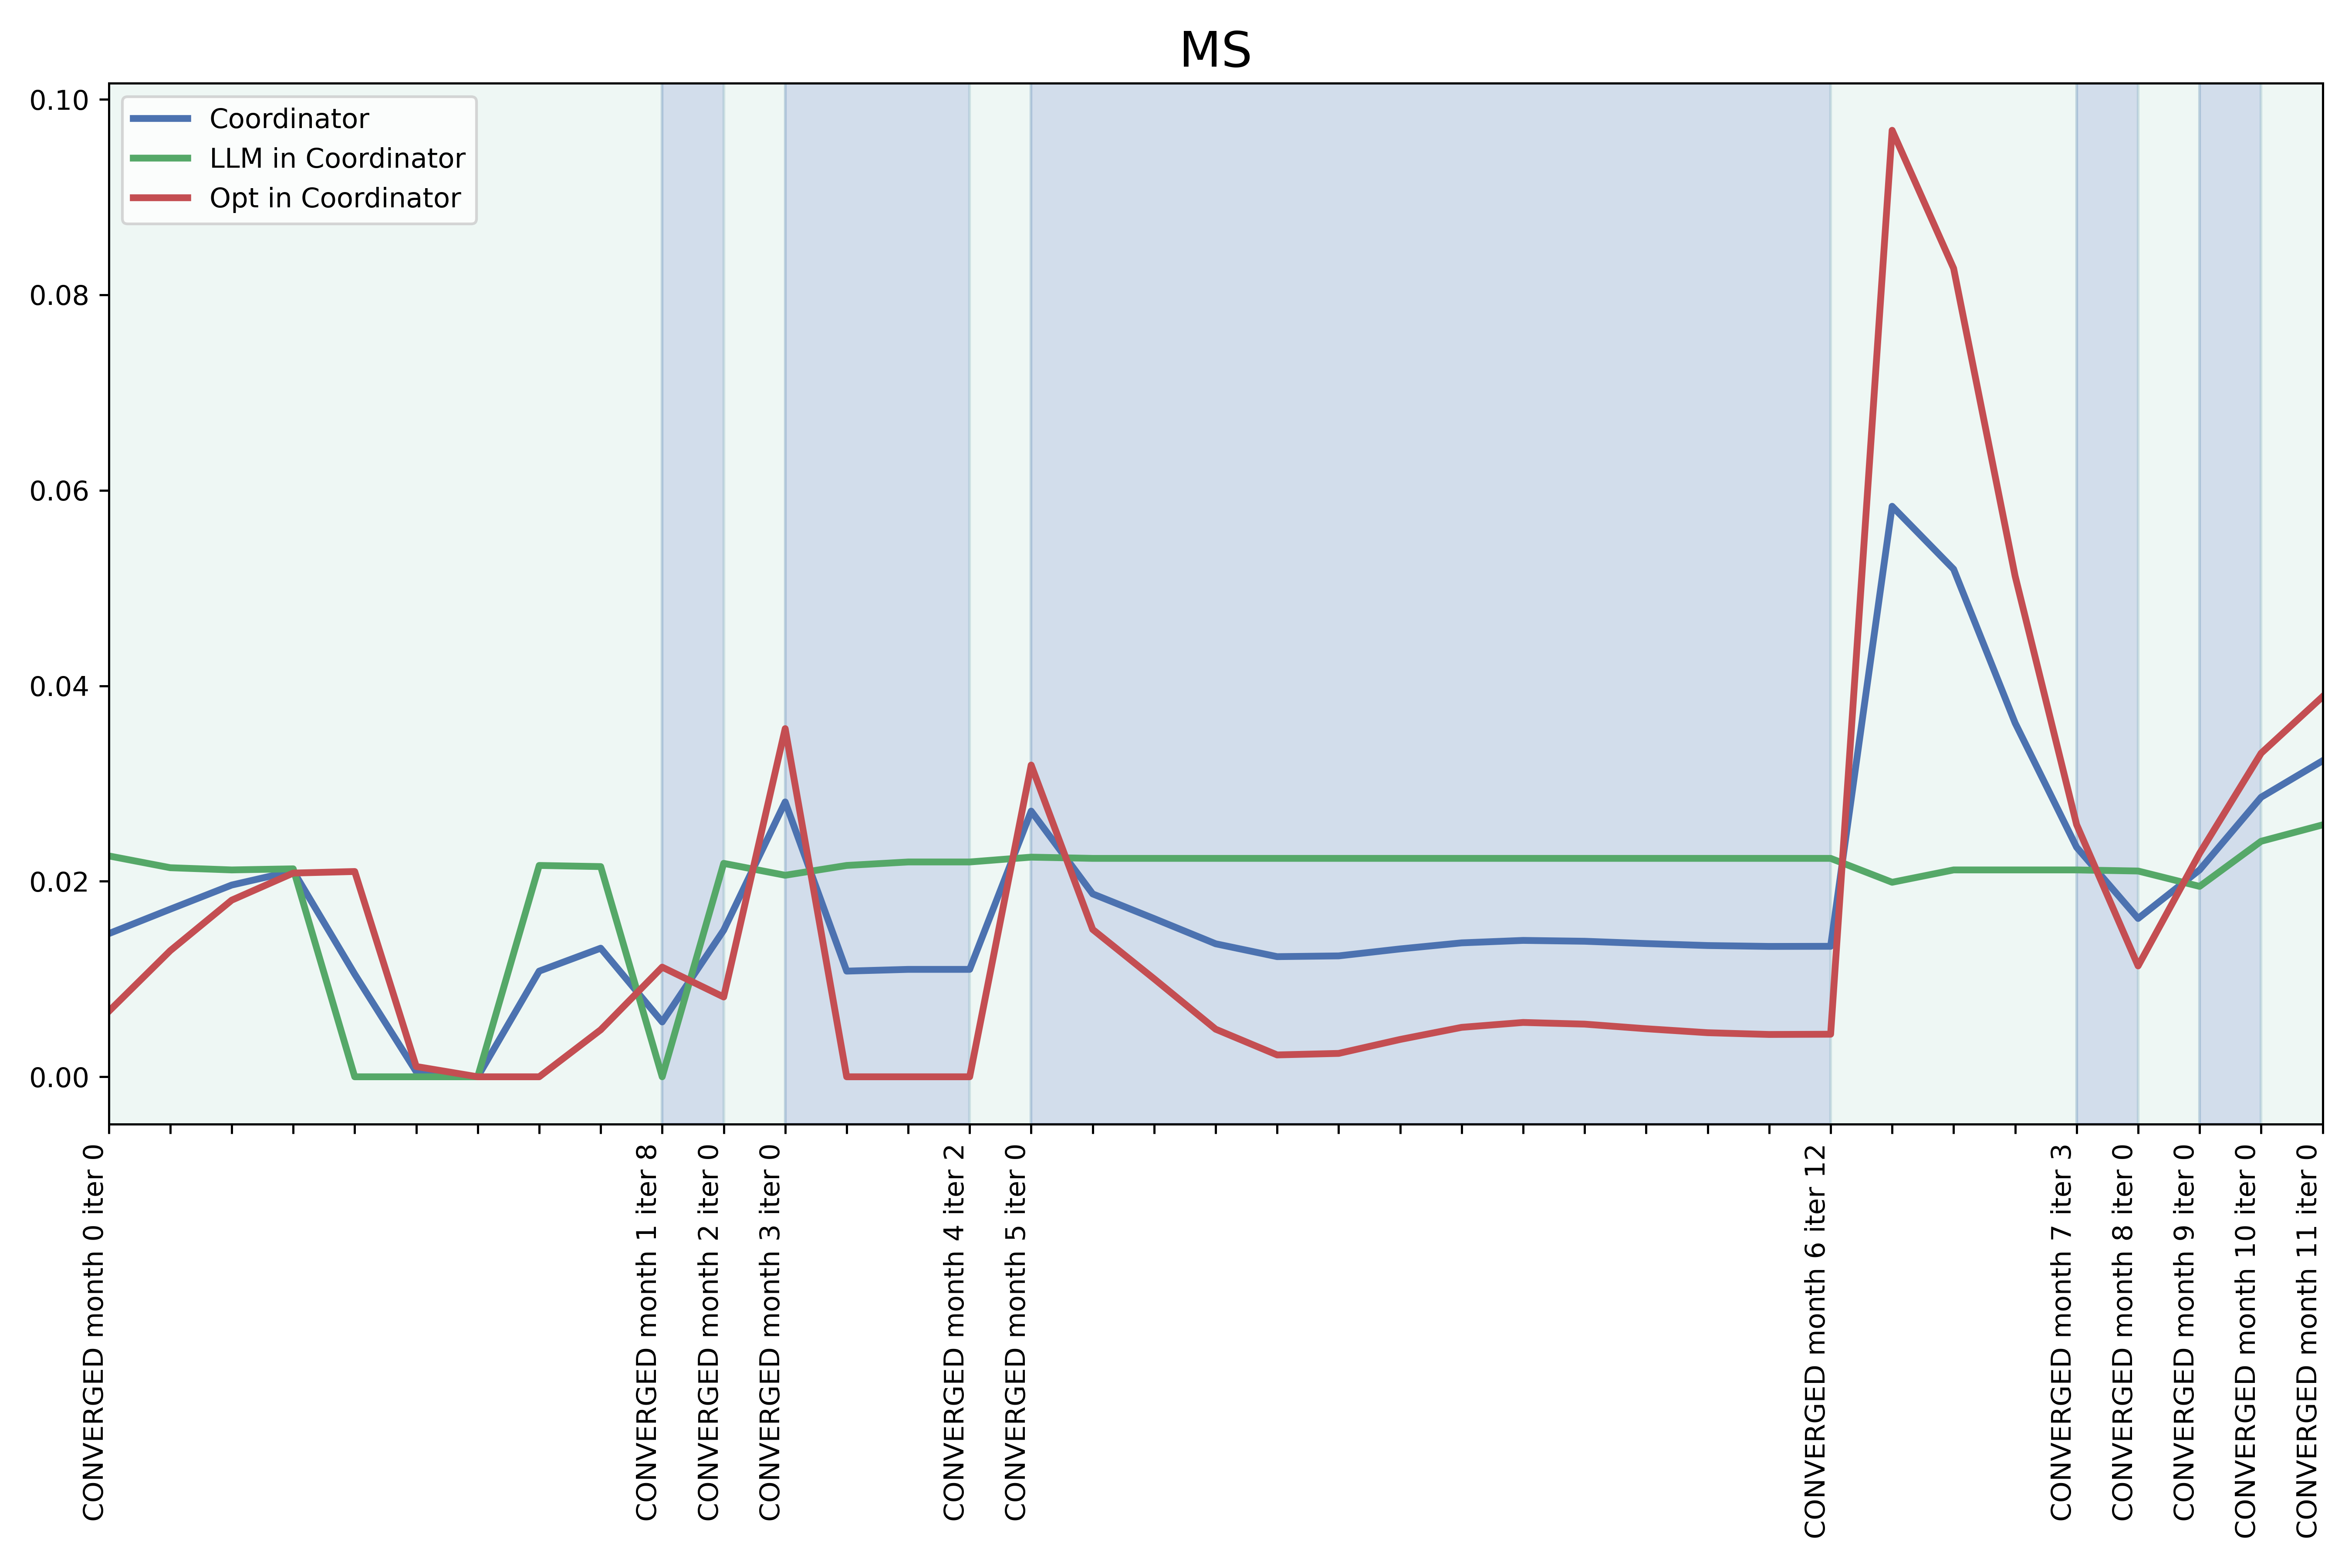 MS
0.10
0.08
0.06
0.04
0.02
0.00
Coordinator
LLM in Coordinator
Opt in Coordinator
CONVERGED month 0 iter 0
CONVERGED month 1 iter 8
CONVERGED month 2 iter 0
CONVERGED month 3 iter 0
CONVERGED month 4 iter 2
CONVERGED month 5 iter 0
CONVERGED month 6 iter 12
CONVERGED month 7 iter 3
CONVERGED month 8 iter 0
CONVERGED month 9 iter 0
CONVERGED month 10 iter 0
CONVERGED month 11 iter 0